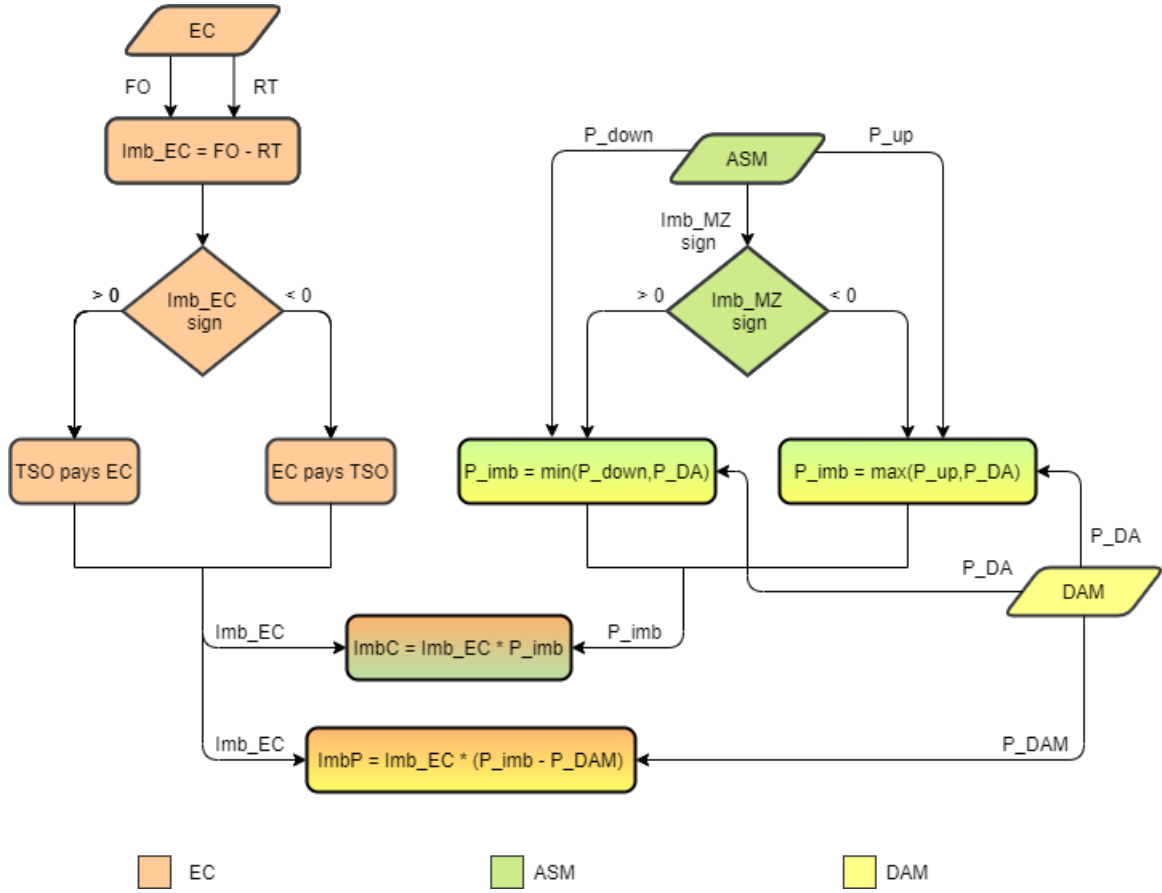 EC
FO
RT
Imb_EC = FO - RT
P_down
ASM
P_up
Imb_MZ
sign
> 0
Imb_EC
sign
< 0
> 0
Imb_MZ
sign
< 0
TSO pays EC
EC pays TSO
P_imb = min(P_down,P_DA)
P_imb = max(P_up,P_DA)
P_DA
P_DA
DAM
Imb_EC
ImbC = Imb_EC * P_imb
P_imb
Imb_EC
ImbP = Imb_EC * (P_imb - P_DAM)
P_DAM
EC
ASM
DAM